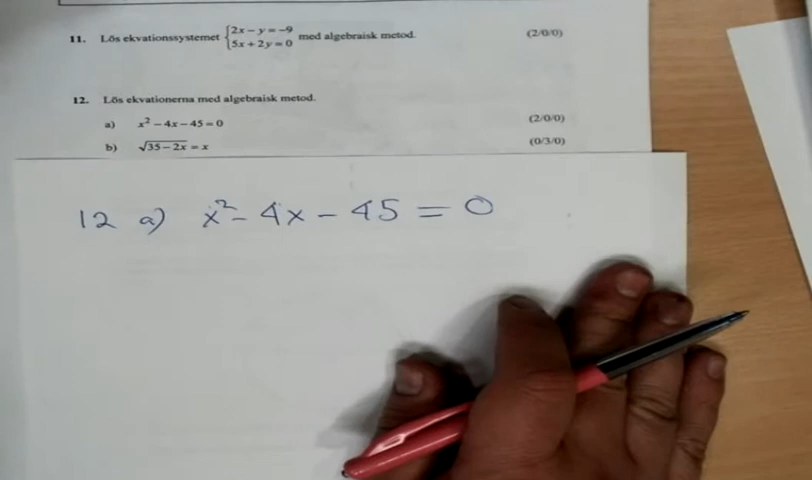 11. Lös ekvationssystemet {2x − y = −9 med algebraisk metod. (2/0/0)
{5x + 2y = 0
12. Lös ekvationerna med algebraisk metod.
a) x² − 4x − 45 = 0 (2/0/0)
b) √35 − 2x = x (0/3/0)
12 a) x² − 4x − 45 = 0